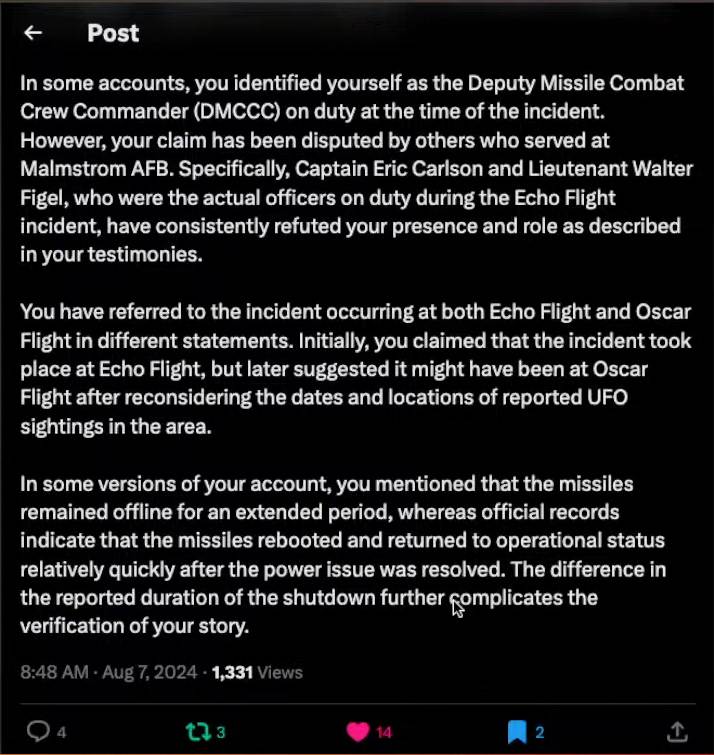 Post
In some accounts, you identified yourself as the Deputy Missile Combat
Crew Commander (DMCCC) on duty at the time of the incident.
However, your claim has been disputed by others who served at
Malmstrom AFB. Specifically, Captain Eric Carlson and Lieutenant Walter
Figel, who were the actual officers on duty during the Echo Flight
incident, have consistently refuted your presence and role as described
in your testimonies.
You have referred to the incident occurring at both Echo Flight and Oscar
Flight in different statements. Initially, you claimed that the incident took
place at Echo Flight, but later suggested it might have been at Oscar
Flight after reconsidering the dates and locations of reported UFO
sightings in the area.
In some versions of your account, you mentioned that the missiles
remained offline for an extended period, whereas official records
indicate that the missiles rebooted and returned to operational status
relatively quickly after the power issue was resolved. The difference in
the reported duration of the shutdown further complicates the
verification of your story.
8:48 AM · Aug 7, 2024 · 1,331 Views
4 3 14 2